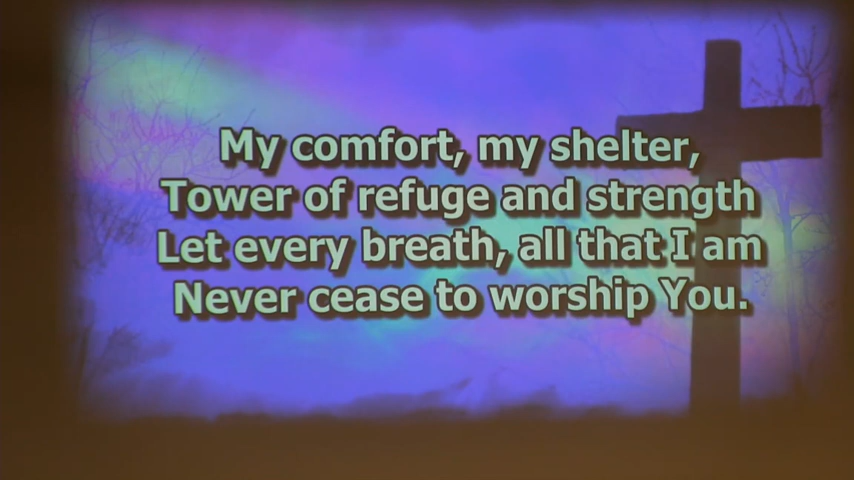 My comfort, my shelter,
Tower of refuge and strength
Let every breath, all that I am
Never cease to worship You.